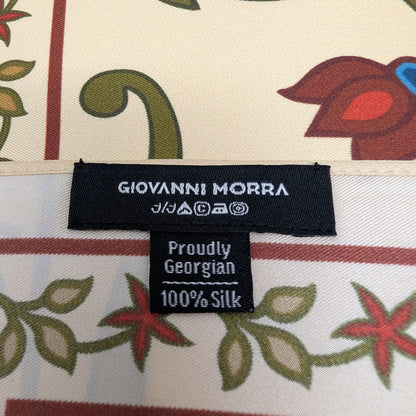 GIOVANNI MORRA
Proudly
Georgian
100% Silk